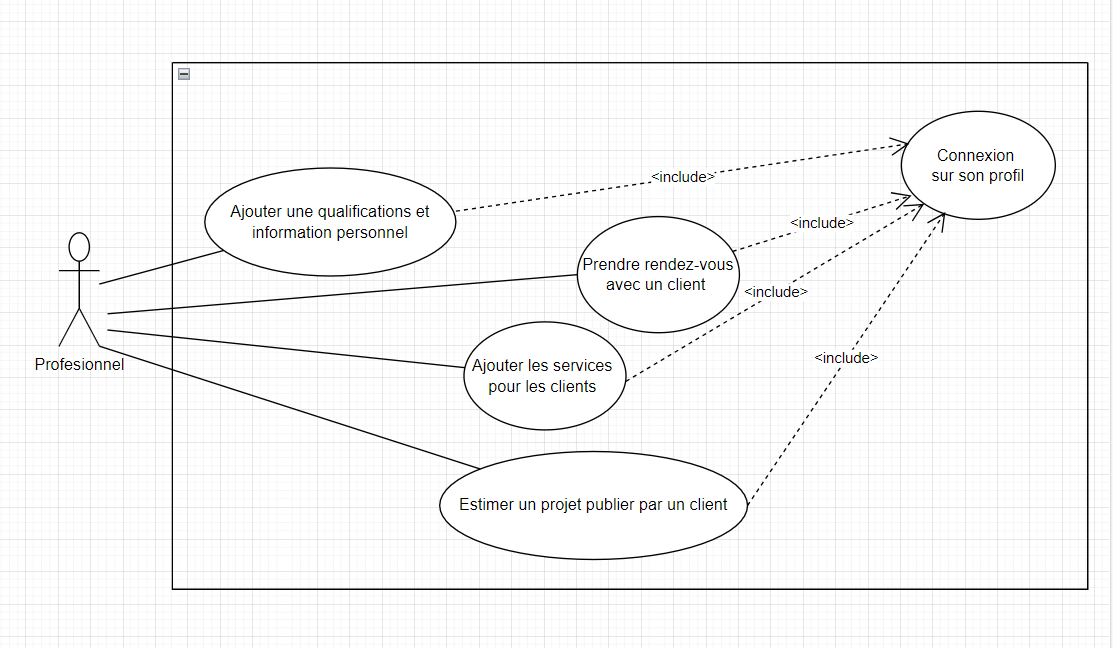 Connexion
sur son profil
<include>
Ajouter une qualifications et
information personnel
<include>
Prendre rendez-vous
avec un client
<include>
Profesionnel
Ajouter les services
pour les clients
<include>
Estimer un projet publier par un client